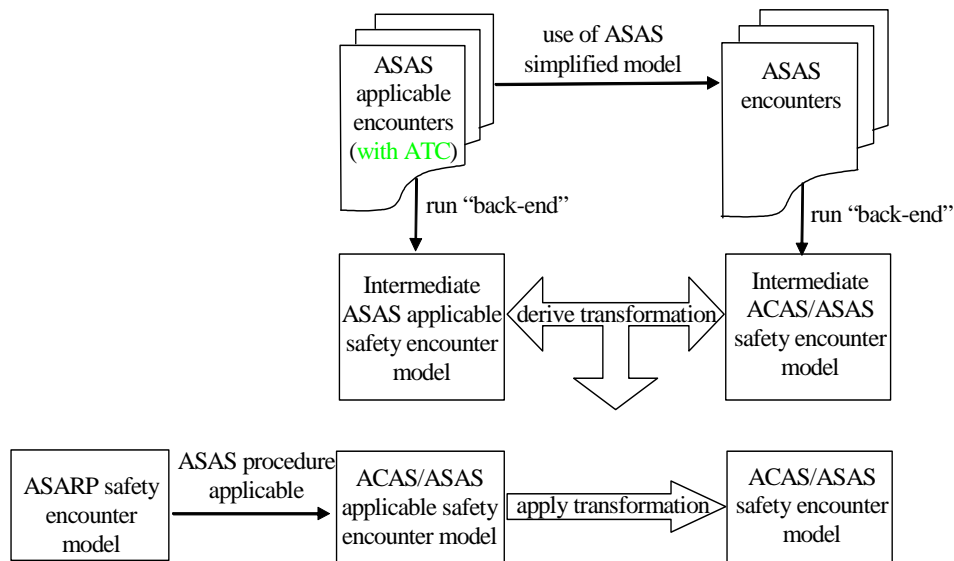 ASAS
applicable
encounters
(with ATC)
use of ASAS
simplified model
ASAS
encounters
run “back-end”
run “back-end”
Intermediate
ASAS applicable
safety encounter
model
derive transformation
Intermediate
ACAS/ASAS
safety encounter
model
ASARP safety
encounter
model
ASAS procedure
applicable
ACAS/ASAS
applicable safety
encounter model
apply transformation
ACAS/ASAS
safety encounter
model